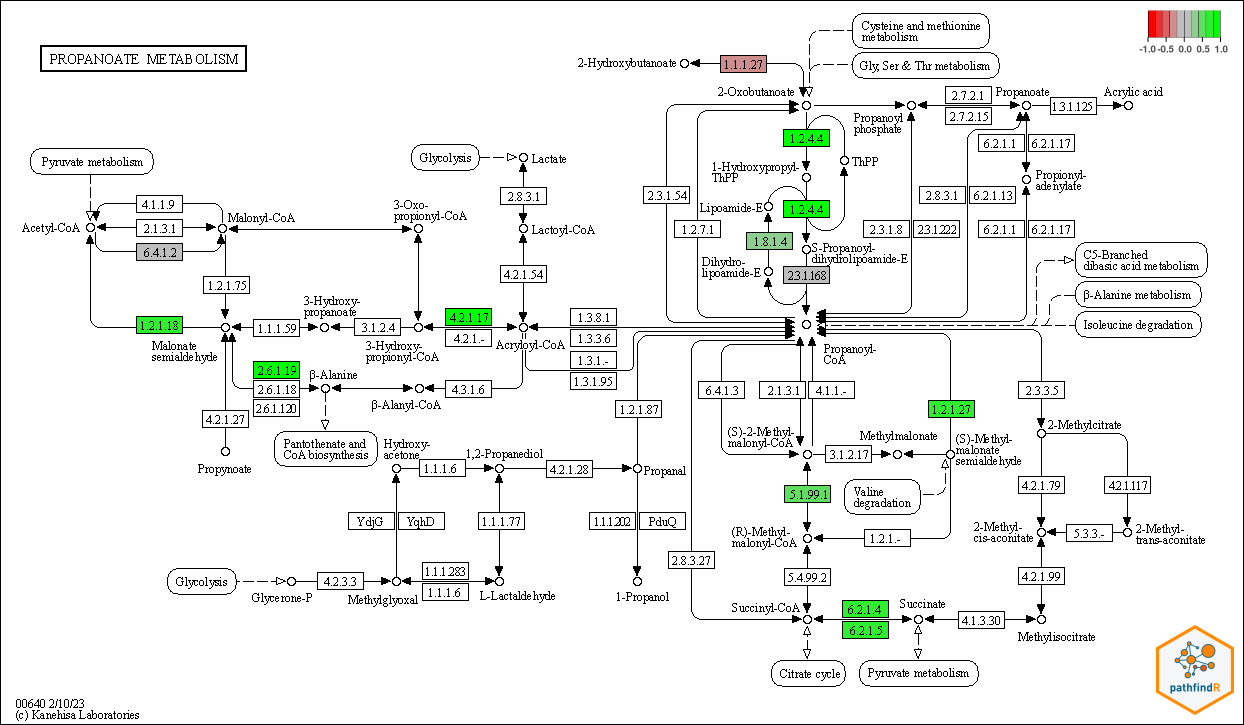 PROPANOATE METABOLISM
Cysteine and methionine
metabolism
-1.0 -0.5 0.0 0.5 1.0
2-Hydroxybutanoate
1.1.1.27
Gly, Ser & Thr metabolism
2-Oxobutanoate
2.7.2.1
2.7.2.15
Propanoate
1.3.1.125
Acrylic acid
Propanoyl
phosphate
1.2.4.4
6.2.1.1
6.2.1.17
Pyruvate metabolism
Glycolysis
Lactate
1-Hydroxypropyl-
ThPP
ThPP
Propionyl-
adenylate
2.8.3.1
2.3.1.54
Lipoamide-E
1.2.4.4
2.8.3.1
6.2.1.13
4.1.1.9
Malonyl-CoA
3-Oxo-
propionyl-CoA
Acetyl-CoA
2.1.3.1
Lactoyl-CoA
1.2.7.1
1.8.1.4
S-Propanoyl-
dihydrolipoamide-E
2.3.1.8
2.3.1.222
6.2.1.1
6.2.1.17
6.4.1.2
Dihydro-
lipoamide-E
2.3.1.168
C5-Branched
dibasic acid metabolism
1.2.1.75
4.2.1.54
β-Alanine metabolism
3-Hydroxy-
propanoate
1.2.1.18
1.1.1.59
3.1.2.4
4.2.1.17
4.2.1.-
1.3.8.1
1.3.3.6
1.3.1.-
1.3.1.95
Isoleucine degradation
Malonate
semialdehyde
3-Hydroxy-
propionyl-CoA
Acryloyl-CoA
Propanoyl-
CoA
2.6.1.19
2.6.1.18
2.6.1.120
β-Alanine
β-Alanyl-CoA
4.3.1.6
6.4.1.3
2.1.3.1
4.1.1.-
2.3.3.5
4.2.1.27
1.2.1.87
1.2.1.27
Pantothenate and
CoA biosynthesis
Hydroxy-
acetone
1,2-Propanediol
(S)-2-Methyl-
malonyl-CoA
Methylmalonate
(S)-Methyl-
malonate
semialdehyde
2-Methylcitrate
Propynoate
1.1.1.6
4.2.1.28
Propanal
3.1.2.17
5.1.99.1
Valine
degradation
4.2.1.79
4.2.1.117
YdjG
YqhD
1.1.1.77
1.1.1.202
PduQ
(R)-Methyl-
malonyl-CoA
1.2.1.-
2-Methyl-
cis-aconitate
5.3.3.-
2-Methyl-
trans-aconitate
2.8.3.27
Glycolysis
Glycerone-P
4.2.3.3
Methylglyoxal
1.1.1.283
1.1.1.6
L-Lactaldehyde
1-Propanol
5.4.99.2
4.2.1.99
Succinyl-CoA
6.2.1.4
6.2.1.5
Succinate
4.1.3.30
Methylisocitrate
Citrate cycle
Pyruvate metabolism
pathfindR
00640 2/10/23
(c) Kanehisa Laboratories